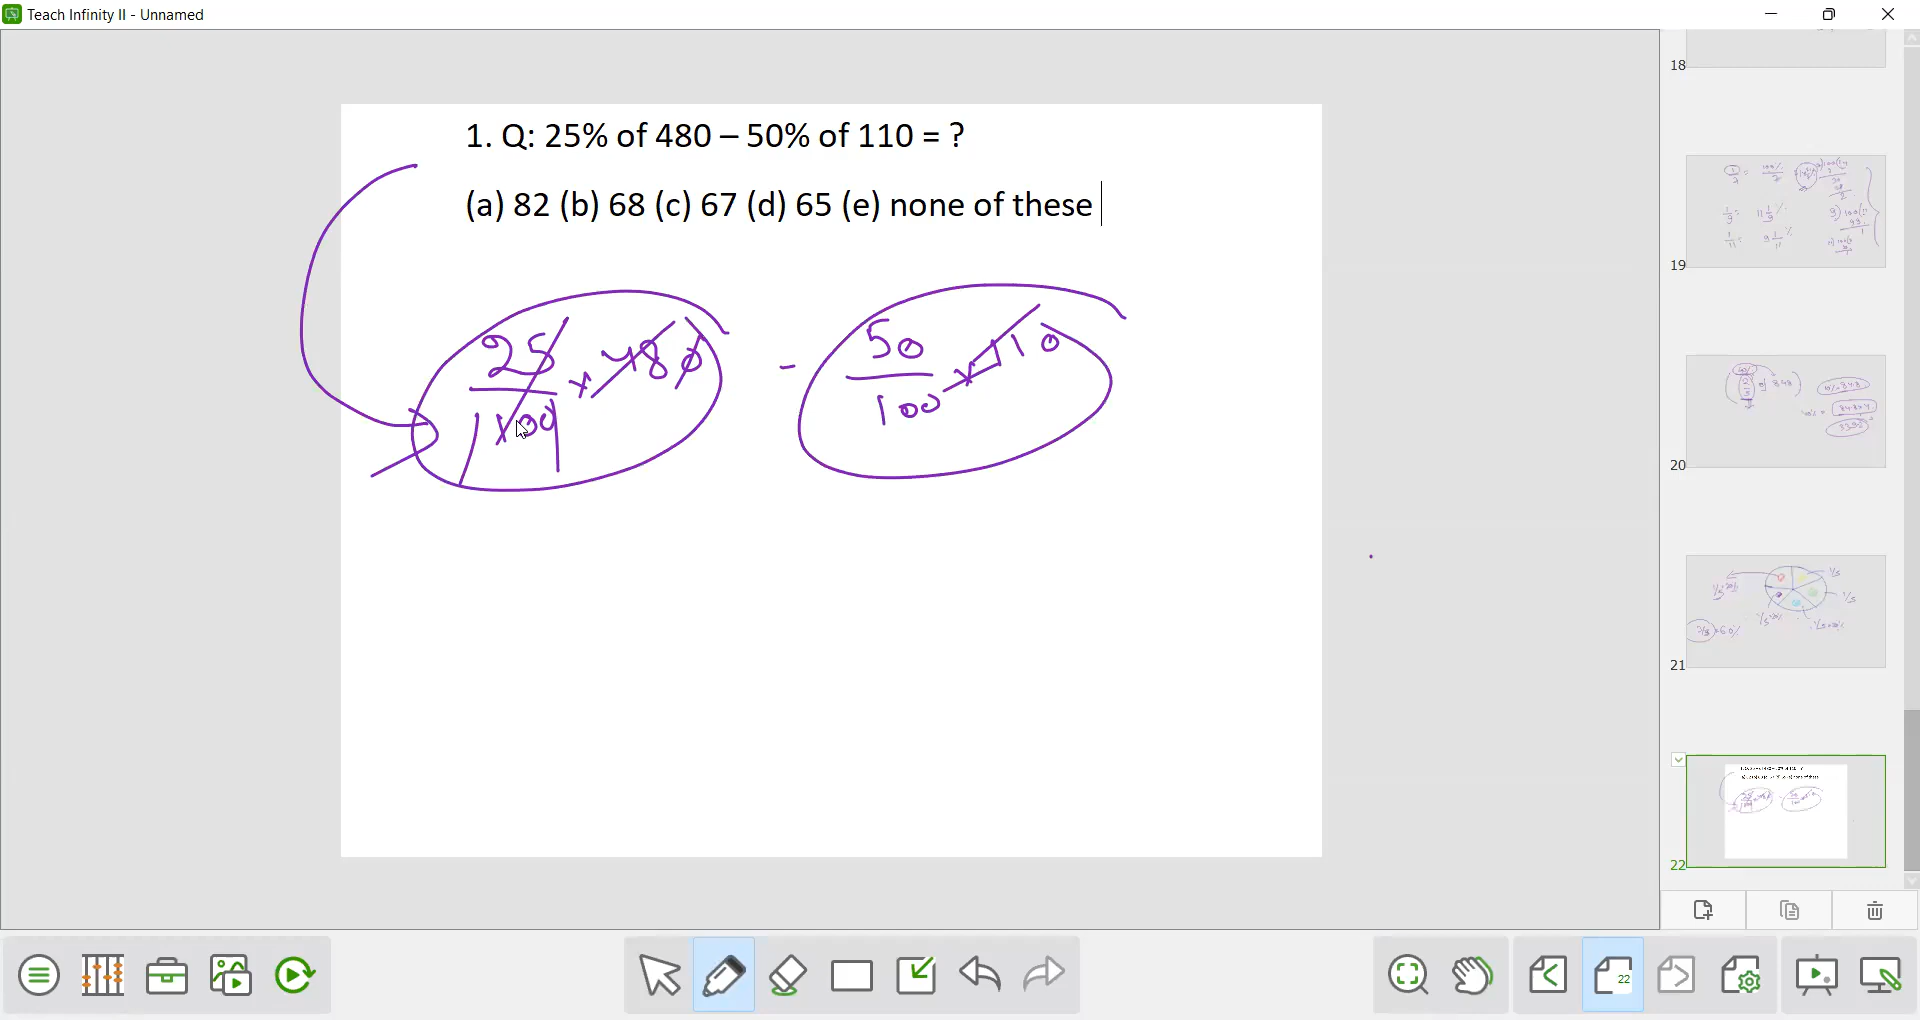 Teach Infinity II - Unnamed
18
1. Q: 25% of 480 – 50% of 110 = ?
(a) 82 (b) 68 (c) 67 (d) 65 (e) none of these
25 × 480 - 50 × 110
100 100
19
20
21
22
22